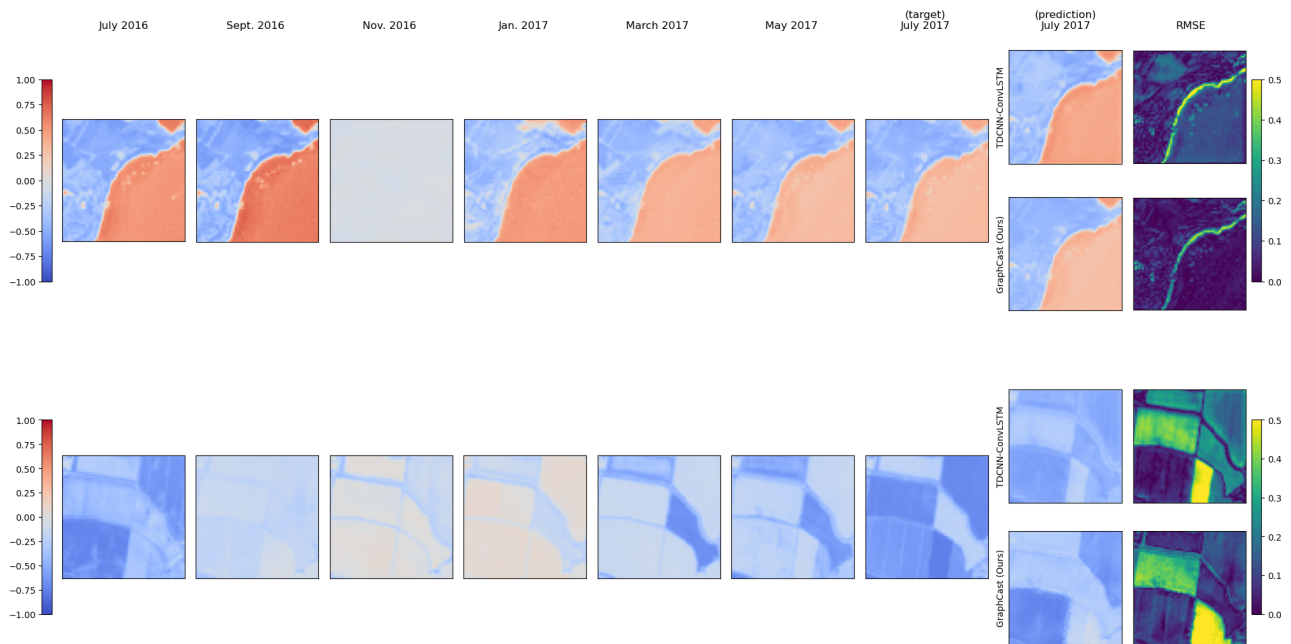 July 2016
Sept. 2016
Nov. 2016
Jan. 2017
March 2017
May 2017
(target)
July 2017
(prediction)
July 2017
RMSE
1.00
0.75
0.50
0.25
0.00
−0.25
−0.50
−0.75
−1.00
TDCNN-ConvLSTM
GraphCast (Ours)
0.5
0.4
0.3
0.2
0.1
0.0
1.00
0.75
0.50
0.25
0.00
−0.25
−0.50
−0.75
−1.00
TDCNN-ConvLSTM
GraphCast (Ours)
0.5
0.4
0.3
0.2
0.1
0.0